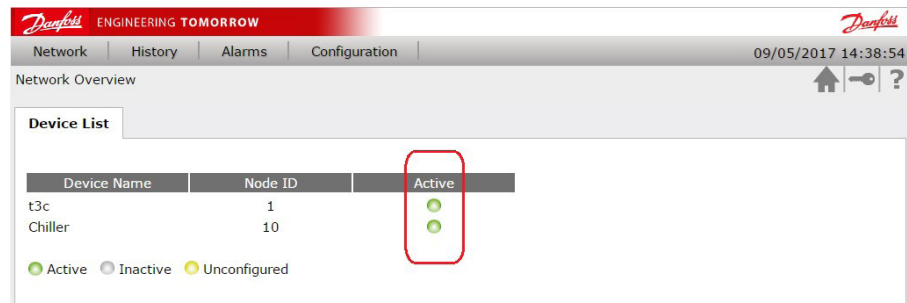 Danfoss ENGINEERING TOMORROW Danfoss
Network History Alarms Configuration 09/05/2017 14:38:54
Network Overview ?
Device List
Device Name Node ID Active
t3c 1
Chiller 10
Active Inactive Unconfigured